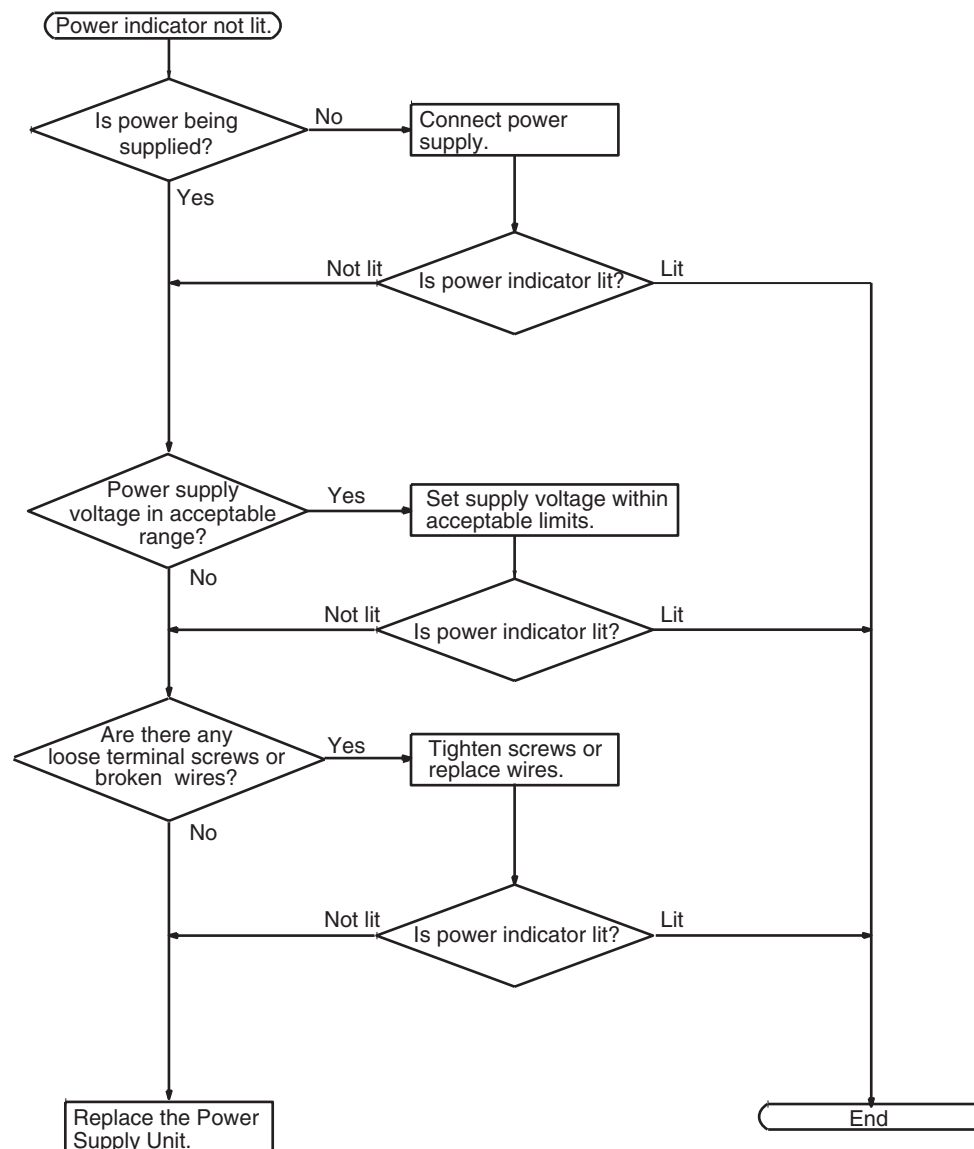 Power indicator not lit.
Is power being
supplied?
No
Connect power
supply.
Yes
Not lit
Is power indicator lit?
Lit
Power supply
voltage in acceptable
range?
Yes
Set supply voltage within
acceptable limits.
No
Not lit
Is power indicator lit?
Lit
Are there any
loose terminal screws or
broken wires?
Yes
Tighten screws or
replace wires.
No
Not lit
Is power indicator lit?
Lit
Replace the Power
Supply Unit.
End